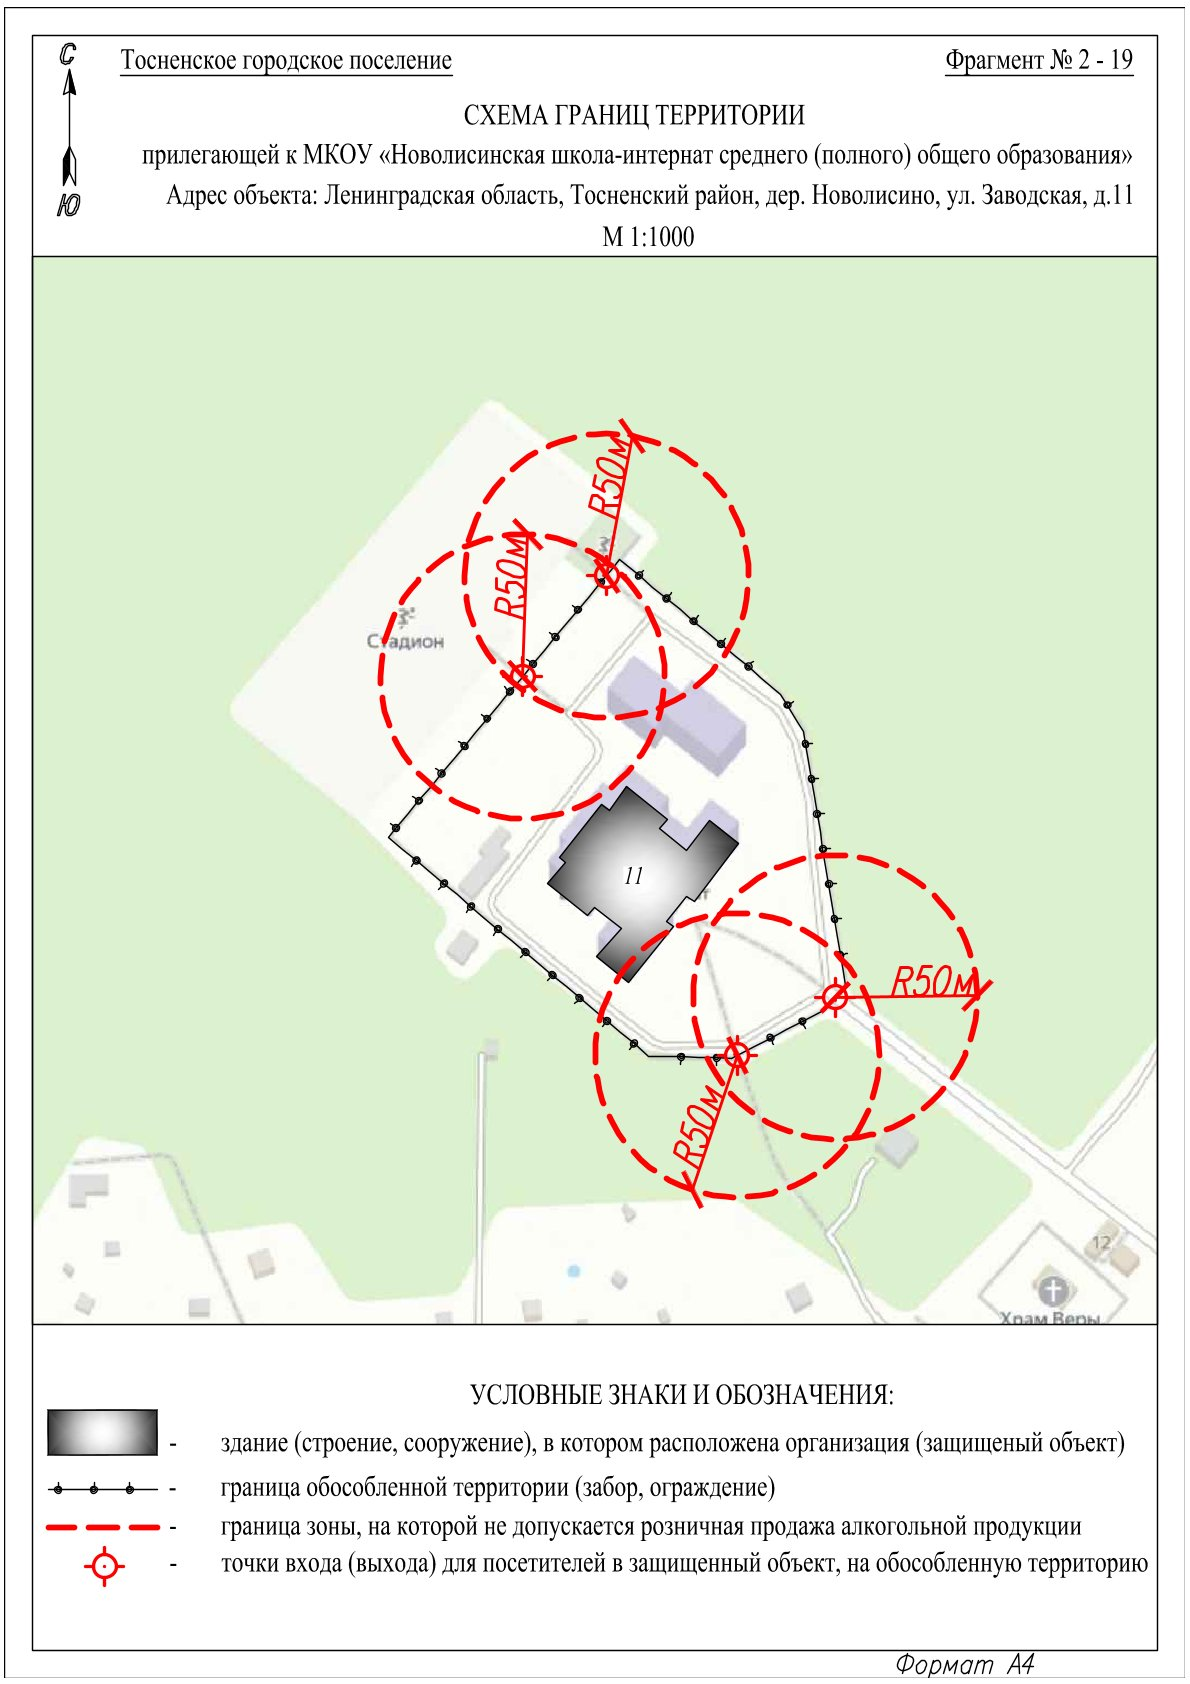 С
Тосненское городское поселение
Фрагмент № 2 - 19
СХЕМА ГРАНИЦ ТЕРРИТОРИИ
прилегающей к МКОУ «Новолисинская школа-интернат среднего (полного) общего образования»
Адрес объекта: Ленинградская область, Тосненский район, дер. Новолисино, ул. Заводская, д.11
Ю
М 1:1000
R50м
R50м
Стадион
11
R50м
R50м
12
Храм Веры
УСЛОВНЫЕ ЗНАКИ И ОБОЗНАЧЕНИЯ:
- здание (строение, сооружение), в котором расположена организация (защищеный объект)
- граница обособленной территории (забор, ограждение)
- граница зоны, на которой не допускается розничная продажа алкогольной продукции
- точки входа (выхода) для посетителей в защищенный объект, на обособленную территорию
Формат А4